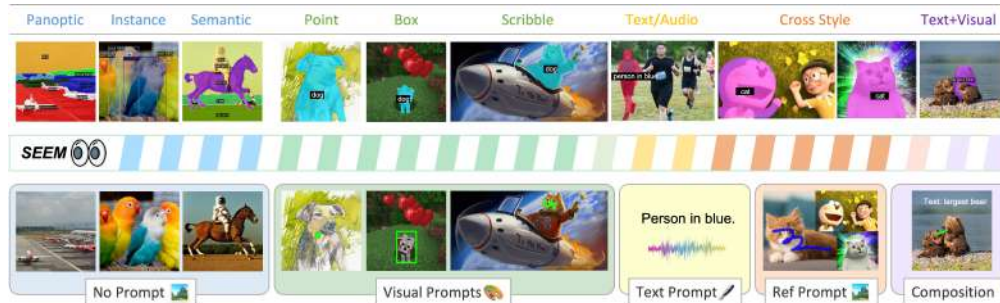 Panoptic
Instance
Semantic
Point
Box
Scribble
Text/Audio
Cross Style
Text+Visual
dog
dog
dog
person in blue
cat
cat
SEEM
Text: largest bear
Person in blue.
No Prompt
Visual Prompts
Text Prompt
Ref Prompt
Composition